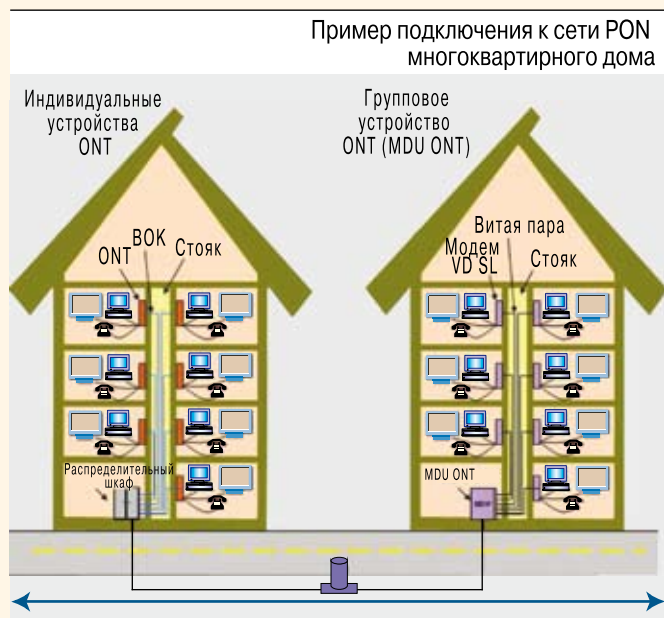 Пример подключения к сети PON
многоквартирного дома
Индивидуальные
устройства
ONT
Групповое
устройство
ONT (MDU ONT)
ONT
ВОК
Стояк
Витая пара
Модем
VD SL
Стояк
Распределительный
шкаф
MDU ONT